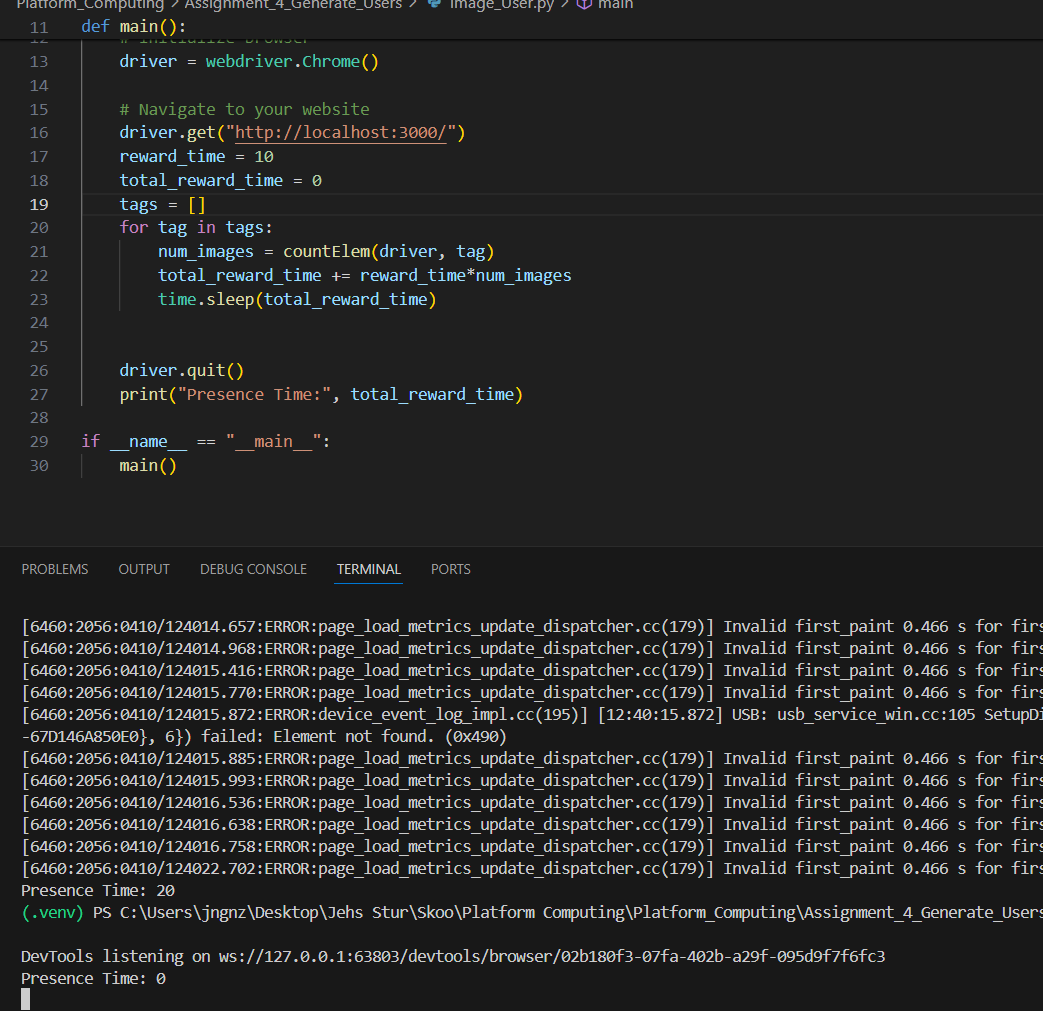 Platform_Computing > Assignment_4_Generate_Users > Image_User.py > main
11 def main():
12 # Initialize browser
13 driver = webdriver.Chrome()
14
15 # Navigate to your website
16 driver.get("http://localhost:3000/")
17 reward_time = 10
18 total_reward_time = 0
19 tags = []
20 for tag in tags:
21 num_images = countElem(driver, tag)
22 total_reward_time += reward_time*num_images
23 time.sleep(total_reward_time)
24
25
26 driver.quit()
27 print("Presence Time:", total_reward_time)
28
29 if __name__ == "__main__":
30 main()
PROBLEMS OUTPUT DEBUG CONSOLE TERMINAL PORTS
[6460:2056:0410/124014.657:ERROR:page_load_metrics_update_dispatcher.cc(179)] Invalid first_paint 0.466 s for firs
[6460:2056:0410/124014.968:ERROR:page_load_metrics_update_dispatcher.cc(179)] Invalid first_paint 0.466 s for firs
[6460:2056:0410/124015.416:ERROR:page_load_metrics_update_dispatcher.cc(179)] Invalid first_paint 0.466 s for firs
[6460:2056:0410/124015.770:ERROR:page_load_metrics_update_dispatcher.cc(179)] Invalid first_paint 0.466 s for firs
[6460:2056:0410/124015.872:ERROR:device_event_log_impl.cc(195)] [12:40:15.872] USB: usb_service_win.cc:105 SetupDi
-67D146A850E0}, 6}) failed: Element not found. (0x490)
[6460:2056:0410/124015.885:ERROR:page_load_metrics_update_dispatcher.cc(179)] Invalid first_paint 0.466 s for firs
[6460:2056:0410/124015.993:ERROR:page_load_metrics_update_dispatcher.cc(179)] Invalid first_paint 0.466 s for firs
[6460:2056:0410/124016.536:ERROR:page_load_metrics_update_dispatcher.cc(179)] Invalid first_paint 0.466 s for firs
[6460:2056:0410/124016.638:ERROR:page_load_metrics_update_dispatcher.cc(179)] Invalid first_paint 0.466 s for firs
[6460:2056:0410/124016.758:ERROR:page_load_metrics_update_dispatcher.cc(179)] Invalid first_paint 0.466 s for firs
[6460:2056:0410/124022.702:ERROR:page_load_metrics_update_dispatcher.cc(179)] Invalid first_paint 0.466 s for firs
Presence Time: 20
(.venv) PS C:\Users\jngnz\Desktop\Jehs Stur\Skoo\Platform Computing\Platform_Computing\Assignment_4_Generate_Users
DevTools listening on ws://127.0.0.1:63803/devtools/browser/02b180f3-07fa-402b-a29f-095d9f7f6fc3
Presence Time: 0